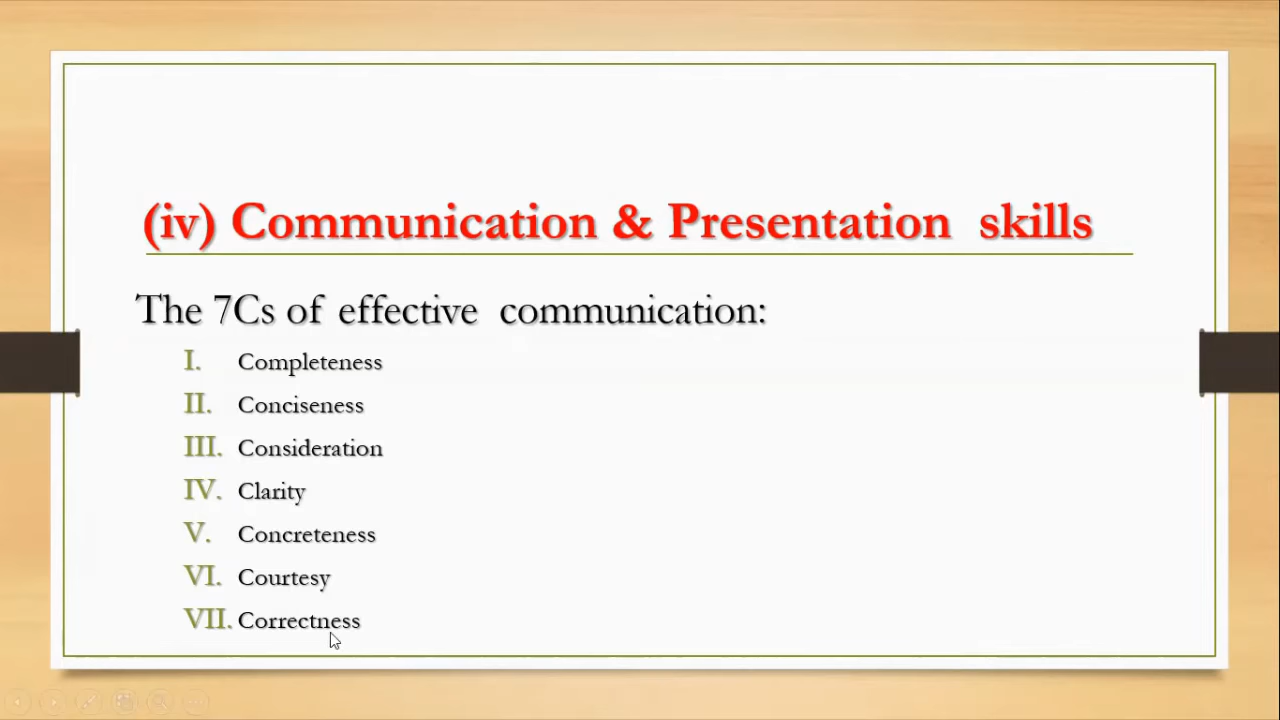 (iv) Communication & Presentation skills
The 7Cs of effective communication:
I. Completeness
II. Conciseness
III. Consideration
IV. Clarity
V. Concreteness
VI. Courtesy
VII. Correctness